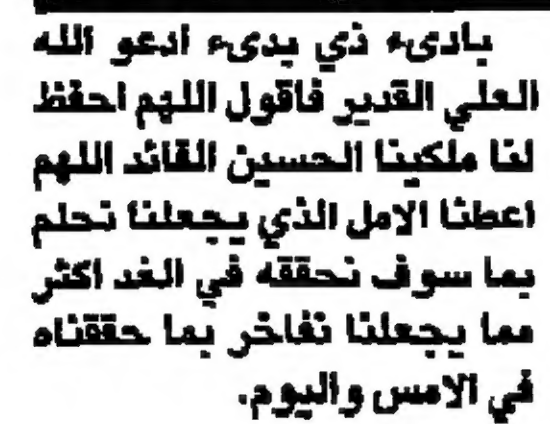 بادىء ذي بدىء ادعو الله
العلي القدير فاقول اللهم احفظ
لنا ملكينا الحسين القائد اللهم
اعطنا الامل الذي يجعلنا نحلم
بما سوف نحققه في الغد اكثر
مما يجعلنا نفاخر بما حققناه
في الامس واليوم.